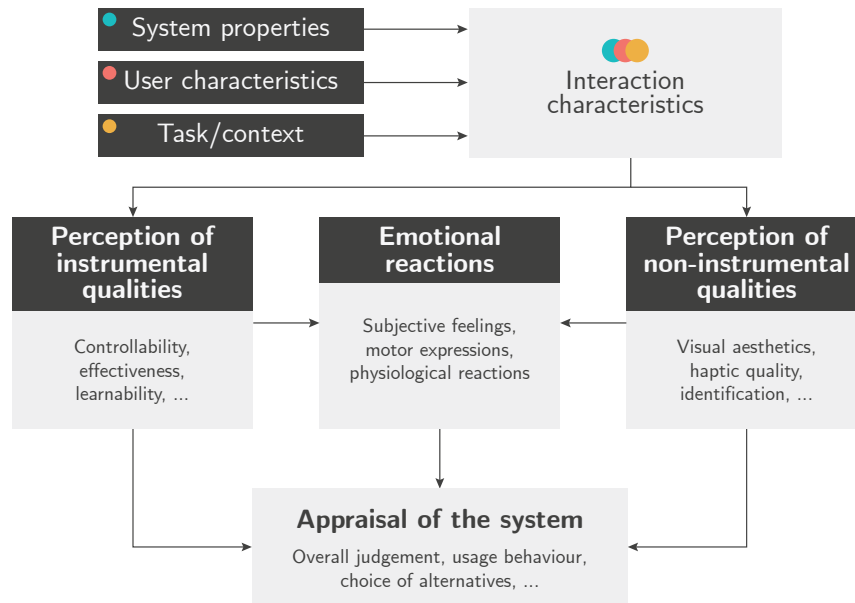 System properties
User characteristics
Task/context
Interaction
characteristics
Perception of
instrumental
qualities
Controllability,
effectiveness,
learnability, ...
Emotional
reactions
Subjective feelings,
motor expressions,
physiological reactions
Perception of
non-instrumental
qualities
Visual aesthetics,
haptic quality,
identification, ...
Appraisal of the system
Overall judgement, usage behaviour,
choice of alternatives, ...